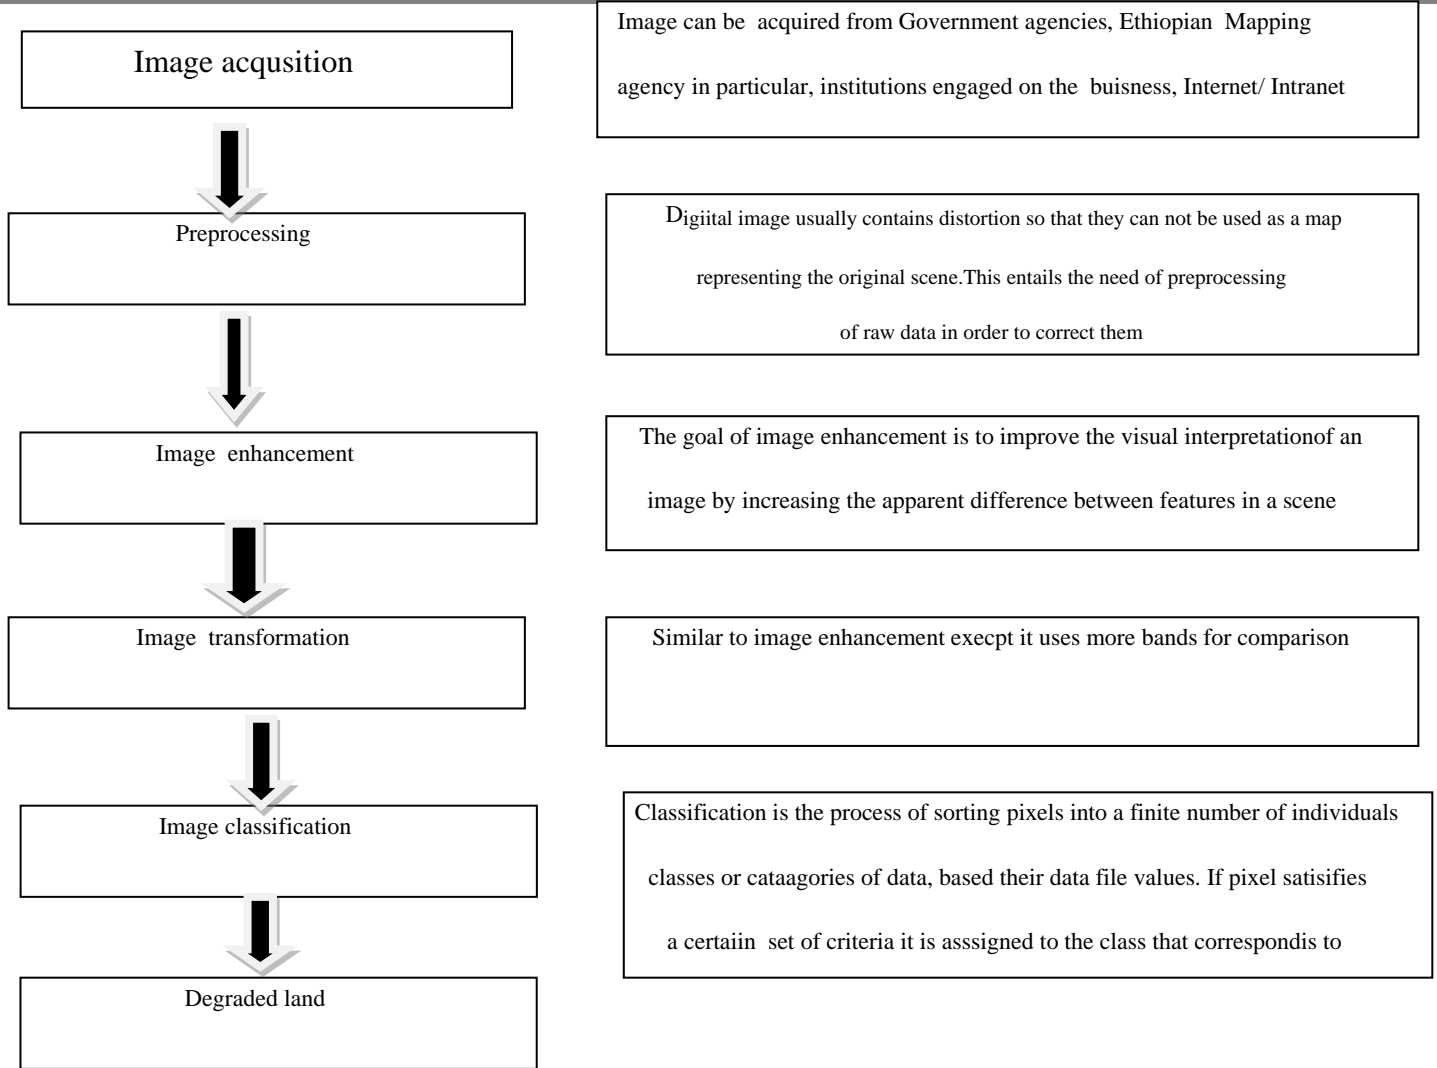 Image acqusition
Image can be acquired from Government agencies, Ethiopian Mapping
agency in particular, institutions engaged on the buisness, Internet/ Intranet
Preprocessing
Digiital image usually contains distortion so that they can not be used as a map
representing the original scene.This entails the need of preprocessing
of raw data in order to correct them
Image enhancement
The goal of image enhancement is to improve the visual interpretationof an
image by increasing the apparent difference between features in a scene
Image transformation
Similar to image enhancement execpt it uses more bands for comparison
Image classification
Classification is the process of sorting pixels into a finite number of individuals
classes or cataagories of data, based their data file values. If pixel satisifies
a certaiin set of criteria it is asssigned to the class that correspondis to
Degraded land